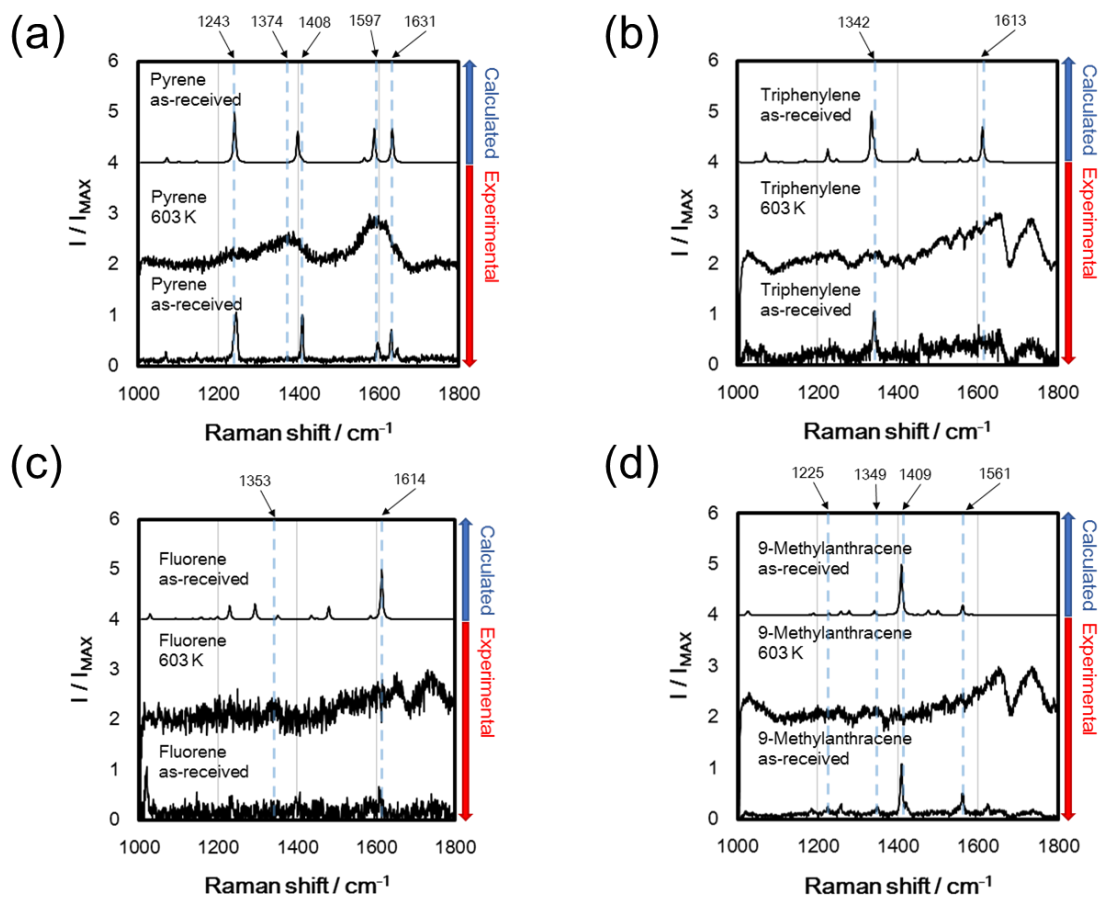 (a)
1243 1374 1408 1597 1631
6
5
4
3
2
1
0
I / I_MAX
Pyrene
as-received
Pyrene
603 K
Pyrene
as-received
Calculated
Experimental
1000 1200 1400 1600 1800
Raman shift / cm⁻¹
(b)
1342 1613
6
5
4
3
2
1
0
I / I_MAX
Triphenylene
as-received
Triphenylene
603 K
Triphenylene
as-received
Calculated
Experimental
1000 1200 1400 1600 1800
Raman shift / cm⁻¹
(c)
1353 1614
6
5
4
3
2
1
0
I / I_MAX
Fluorene
as-received
Fluorene
603 K
Fluorene
as-received
Calculated
Experimental
1000 1200 1400 1600 1800
Raman shift / cm⁻¹
(d)
1225 1349 1409 1561
6
5
4
3
2
1
0
I / I_MAX
9-Methylanthracene
as-received
9-Methylanthracene
603 K
9-Methylanthracene
as-received
Calculated
Experimental
1000 1200 1400 1600 1800
Raman shift / cm⁻¹